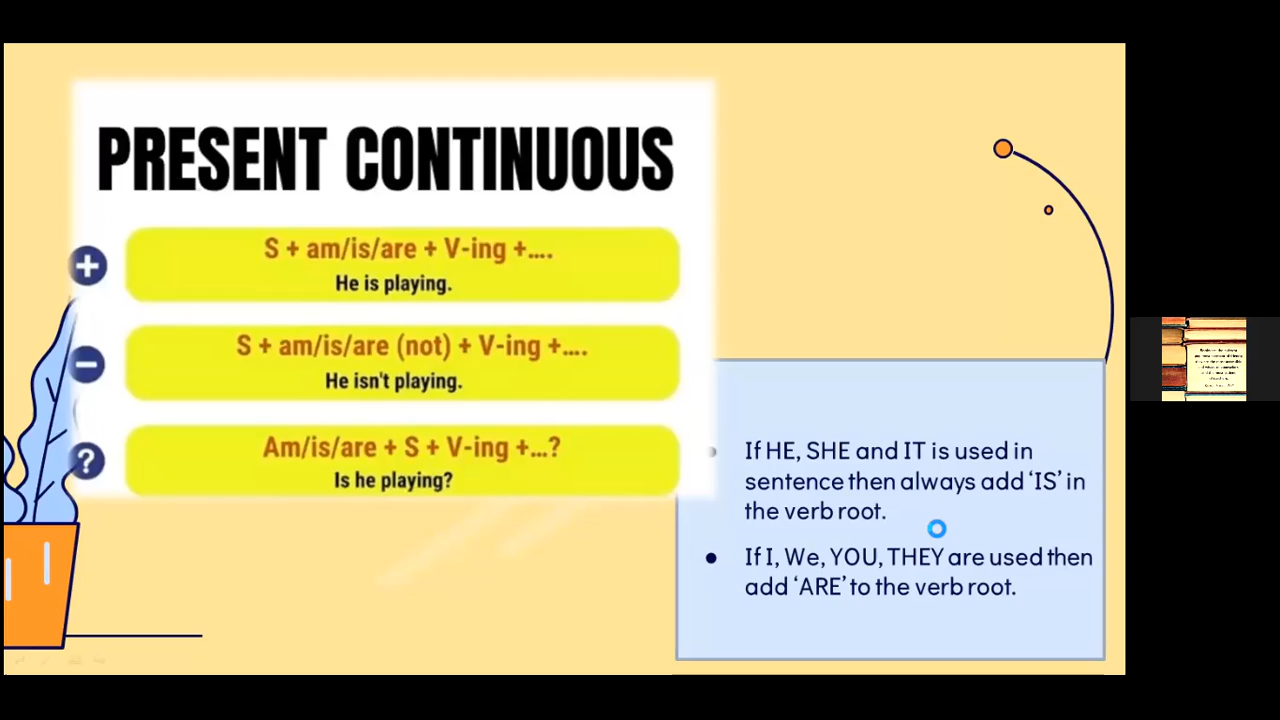 PRESENT CONTINUOUS
+
S + am/is/are + V-ing +....
He is playing.
S + am/is/are (not) + V-ing +....
He isn't playing.
?
Am/is/are + S + V-ing +...?
Is he playing?
• If HE, SHE and IT is used in
sentence then always add ‘IS’ in
the verb root.
• If I, We, YOU, THEY are used then
add ‘ARE’ to the verb root.